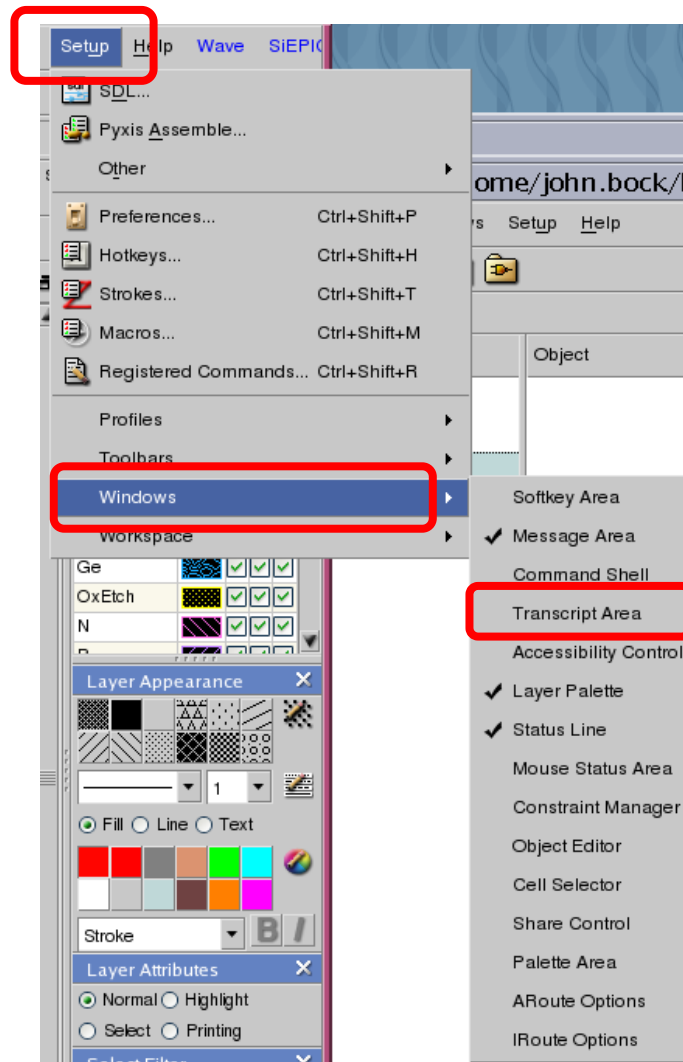 Setup Help Wave SiEPIC
SDL...
Pyxis Assemble...
Other
Preferences... Ctrl+Shift+P
Hotkeys... Ctrl+Shift+H
Strokes... Ctrl+Shift+T
Macros... Ctrl+Shift+M
Registered Commands... Ctrl+Shift+R
Profiles
Toolbars
Windows
Workspace
ome/john.bock/
s Setup Help
Object
Softkey Area
Message Area
Command Shell
Transcript Area
Accessibility Control
Layer Palette
Status Line
Mouse Status Area
Constraint Manager
Object Editor
Cell Selector
Share Control
Palette Area
ARoute Options
IRoute Options
Ge
OxEtch
N
Layer Appearance
1
Fill Line Text
Stroke B I
Layer Attributes
Normal Highlight
Select Printing
Select Filter